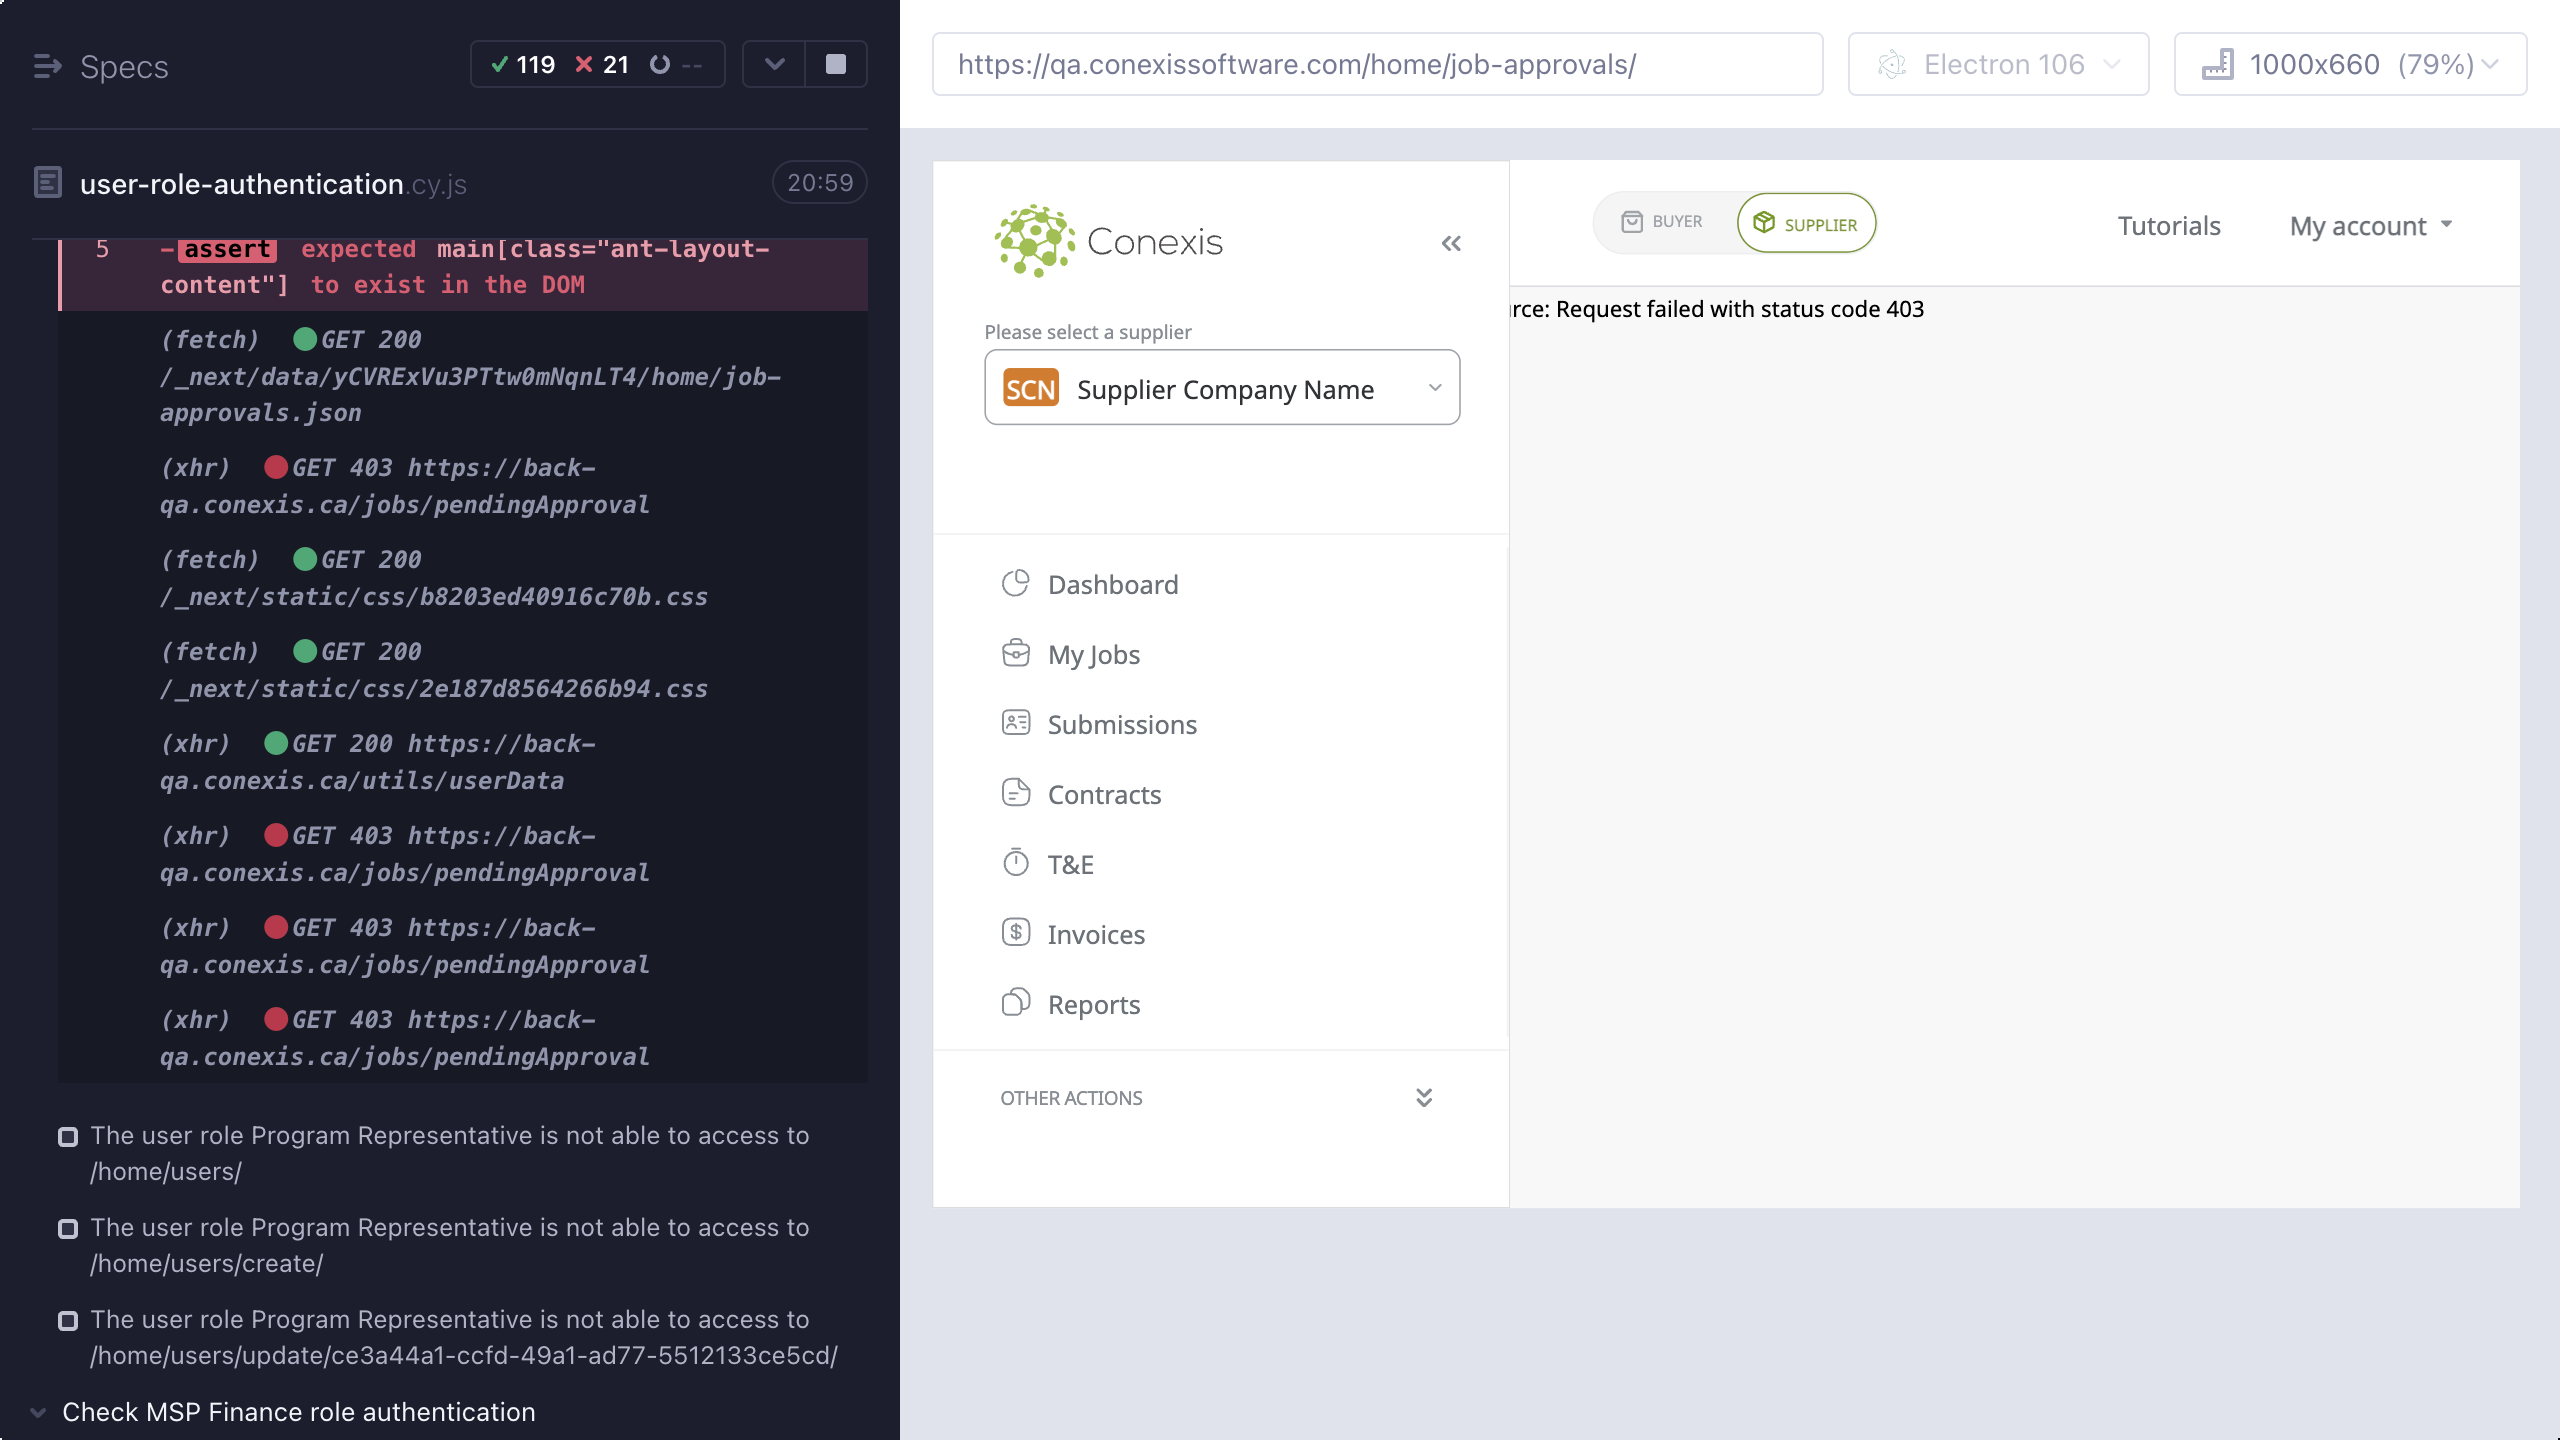 Specs
119 21 --
user-role-authentication.cy.js
20:59
5 -assert expected main[class="ant-layout-
content"] to exist in the DOM
(fetch) GET 200
/_next/data/yCVRExVu3PTtw0mNqnLT4/home/job-
approvals.json
(xhr) GET 403 https://back-
qa.conexis.ca/jobs/pendingApproval
(fetch) GET 200
/_next/static/css/b8203ed40916c70b.css
(fetch) GET 200
/_next/static/css/2e187d8564266b94.css
(xhr) GET 200 https://back-
qa.conexis.ca/utils/userData
(xhr) GET 403 https://back-
qa.conexis.ca/jobs/pendingApproval
(xhr) GET 403 https://back-
qa.conexis.ca/jobs/pendingApproval
(xhr) GET 403 https://back-
qa.conexis.ca/jobs/pendingApproval
The user role Program Representative is not able to access to
/home/users/
The user role Program Representative is not able to access to
/home/users/create/
The user role Program Representative is not able to access to
/home/users/update/ce3a44a1-ccfd-49a1-ad77-5512133ce5cd/
Check MSP Finance role authentication
https://qa.conexissoftware.com/home/job-approvals/
Electron 106
1000x660 (79%)
Conexis
Please select a supplier
SCN Supplier Company Name
Dashboard
My Jobs
Submissions
Contracts
T&E
Invoices
Reports
OTHER ACTIONS
BUYER
SUPPLIER
Tutorials
My account
rce: Request failed with status code 403